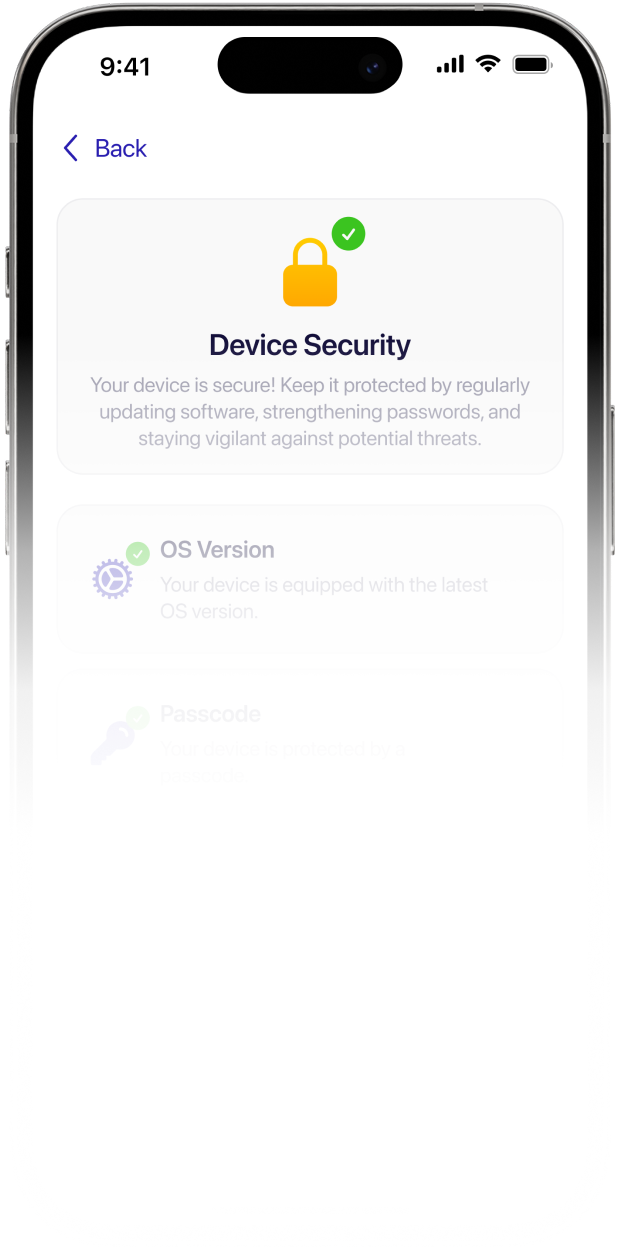 9:41
Back
Device Security
Your device is secure! Keep it protected by regularly
updating software, strengthening passwords, and
staying vigilant against potential threats.
OS Version
Your device is equipped with the latest
OS version.
Passcode
Your device is protected by a